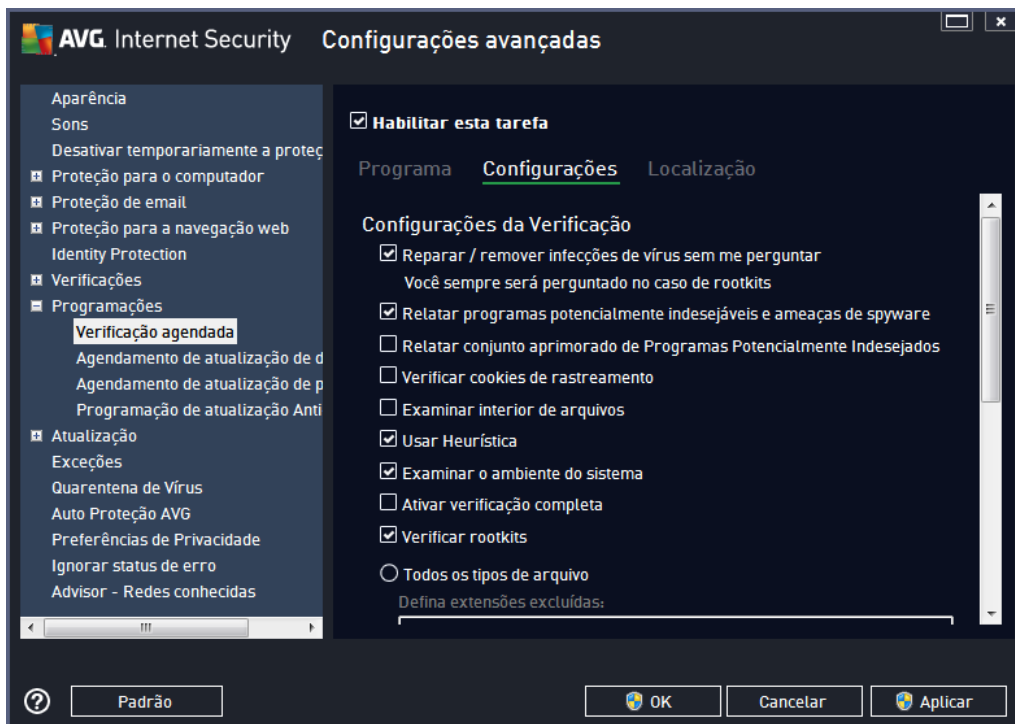 AVG. Internet Security Configurações avançadas
Aparência
Sons
Desativar temporariamente a proteç
Proteção para o computador
Proteção de email
Proteção para a navegação web
Identity Protection
Verificações
Programações
Verificação agendada
Agendamento de atualização de d
Agendamento de atualização de p
Programação de atualização Anti
Atualização
Exceções
Quarentena de Vírus
Auto Proteção AVG
Preferências de Privacidade
Ignorar status de erro
Advisor - Redes conhecidas
Habilitar esta tarefa
Programa Configurações Localização
Configurações da Verificação
Reparar / remover infecções de vírus sem me perguntar
Você sempre será perguntado no caso de rootkits
Relatar programas potencialmente indesejáveis e ameaças de spyware
Relatar conjunto aprimorado de Programas Potencialmente Indesejados
Verificar cookies de rastreamento
Examinar interior de arquivos
Usar Heurística
Examinar o ambiente do sistema
Ativar verificação completa
Verificar rootkits
Todos os tipos de arquivo
Defina extensões excluídas:
? Padrão OK Cancelar Aplicar